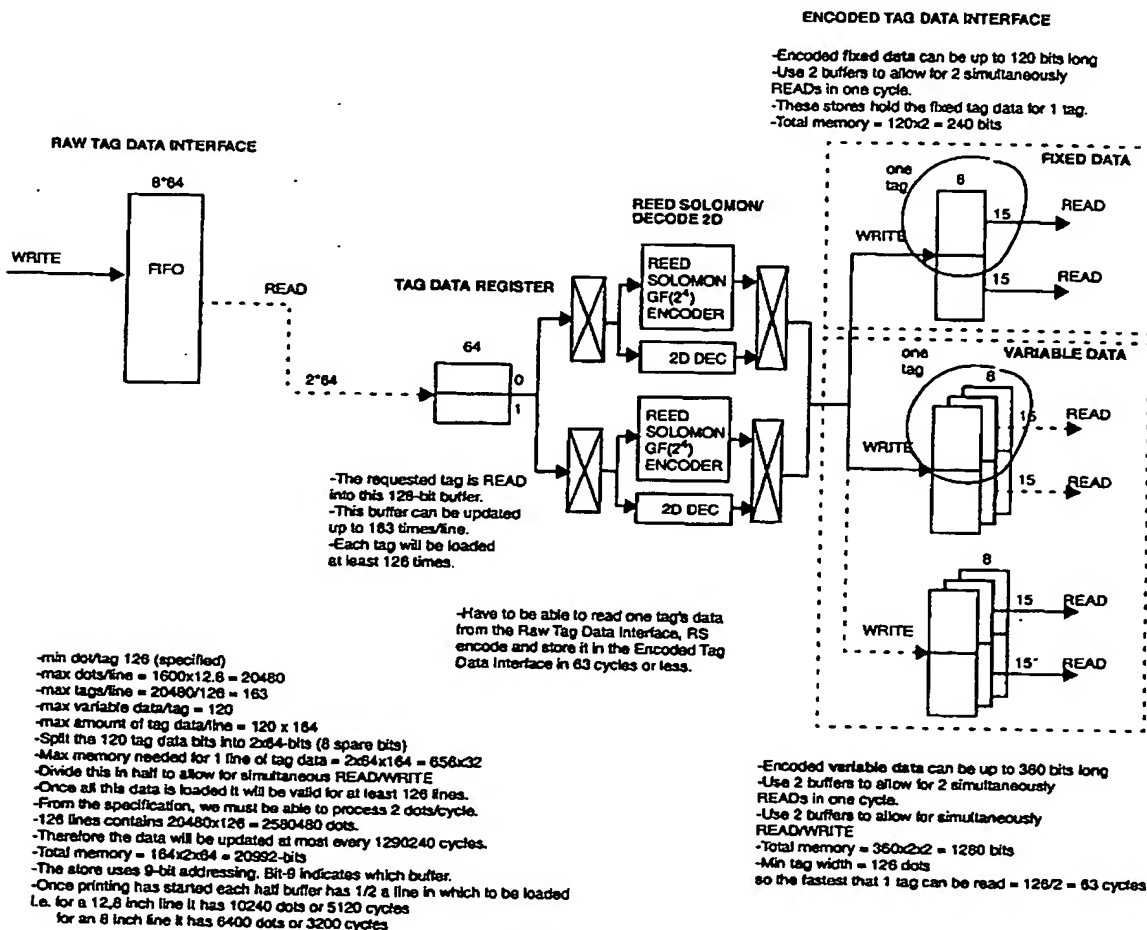 ENCODED TAG DATA INTERFACE
-Encoded fixed data can be up to 120 bits long
-Use 2 buffers to allow for 2 simultaneously
READs in one cycle.
-These stores hold the fixed tag data for 1 tag.
-Total memory = 120x2 = 240 bits
RAW TAG DATA INTERFACE
8*64
WRITE
FIFO
READ
2*64
TAG DATA REGISTER
64
0
1
REED SOLOMON/
DECODE 2D
REED
SOLOMON
GF(2⁴)
ENCODER
2D DEC
REED
SOLOMON
GF(2⁴)
ENCODER
2D DEC
FIXED DATA
one
tag
8
15
READ
WRITE
15
READ
VARIABLE DATA
one
tag
8
15
READ
WRITE
15
READ
8
15
READ
WRITE
15
READ
-The requested tag is READ
into this 128-bit buffer.
-This buffer can be updated
up to 163 times/line.
-Each tag will be loaded
at least 126 times.
-Have to be able to read one tag's data
from the Raw Tag Data Interface, RS
encode and store it in the Encoded Tag
Data Interface in 63 cycles or less.
-min dot/tag 126 (specified)
-max dots/line = 1600x12.8 = 20480
-max tags/line = 20480/126 = 163
-max variable data/tag = 120
-max amount of tag data/line = 120 x 164
-Split the 120 tag data bits into 2x64-bits (8 spare bits)
-Max memory needed for 1 line of tag data = 2x64x164 = 656x32
-Divide this in half to allow for simultaneous READ/WRITE
-Once all this data is loaded it will be valid for at least 126 lines.
-From the specification, we must be able to process 2 dots/cycle.
-126 lines contains 20480x126 = 2580480 dots.
-Therefore the data will be updated at most every 1290240 cycles.
-Total memory = 164x2x64 = 20992-bits
-The store uses 9-bit addressing. Bit-9 indicates which buffer.
-Once printing has started each half buffer has 1/2 a line in which to be loaded
i.e. for a 12,8 inch line it has 10240 dots or 5120 cycles
for an 8 inch line it has 6400 dots or 3200 cycles
-Encoded variable data can be up to 360 bits long
-Use 2 buffers to allow for 2 simultaneously
READs in one cycle.
-Use 2 buffers to allow for simultaneously
READ/WRITE
-Total memory = 360x2x2 = 1280 bits
-Min tag width = 126 dots
so the fastest that 1 tag can be read = 126/2 = 63 cycles